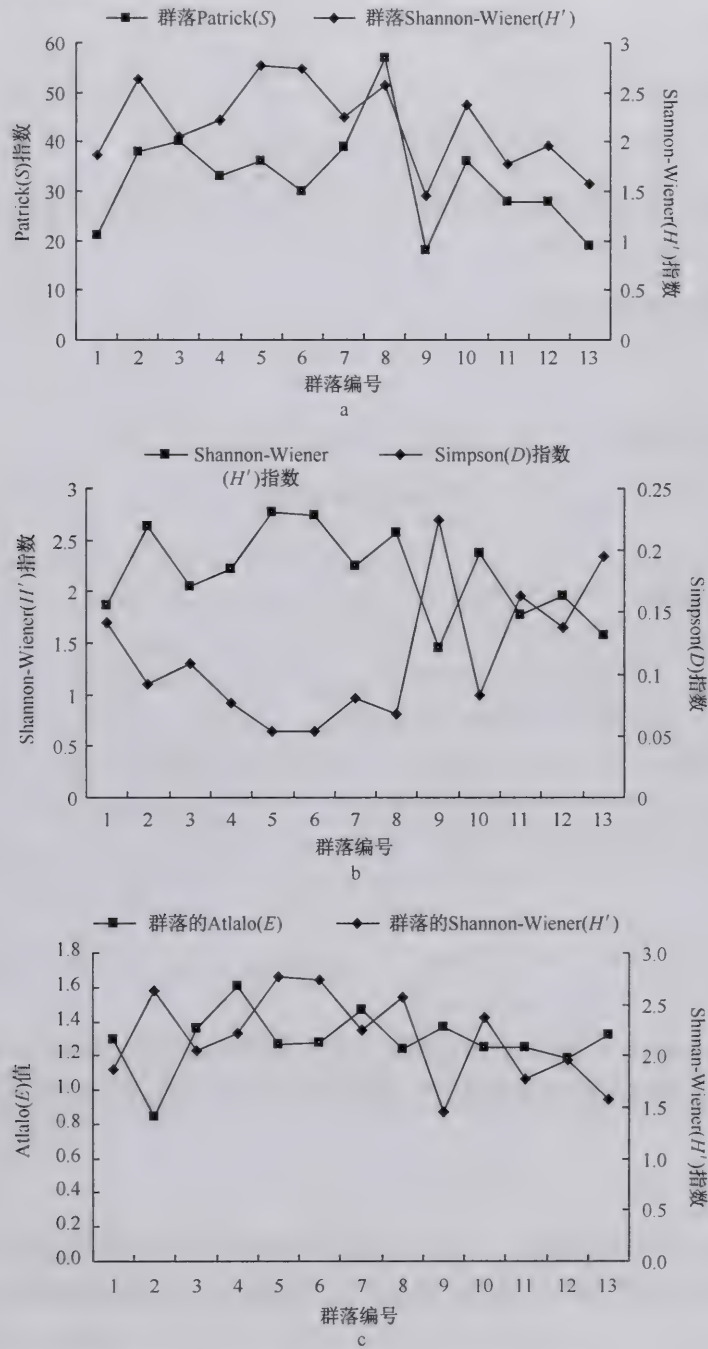 群落Patrick(S) 群落Shannon-Wiener(H′)
Patrick(S)指数
60
50
40
30
20
10
0
3
2.5
2
1.5
1
0.5
0
Shannon-Wiener(H′)指数
1 2 3 4 5 6 7 8 9 10 11 12 13
群落编号
a
Shannon-Wiener Simpson(D)指数
(H′)指数
Shannon-Wiener(H′)指数
3
2.5
2
1.5
1
0.5
0
0.25
0.2
0.15
0.1
0.05
0
Simpson(D)指数
1 2 3 4 5 6 7 8 9 10 11 12 13
群落编号
b
群落的Atlalo(E) 群落的Shannon-Wiener(H′)
Atlalo(E)值
1.8
1.6
1.4
1.2
1.0
0.8
0.6
0.4
0.2
0.0
3.0
2.5
2.0
1.5
1.0
0.5
0.0
Shnman-Wiener(H′)指数
1 2 3 4 5 6 7 8 9 10 11 12 13
群落编号
c